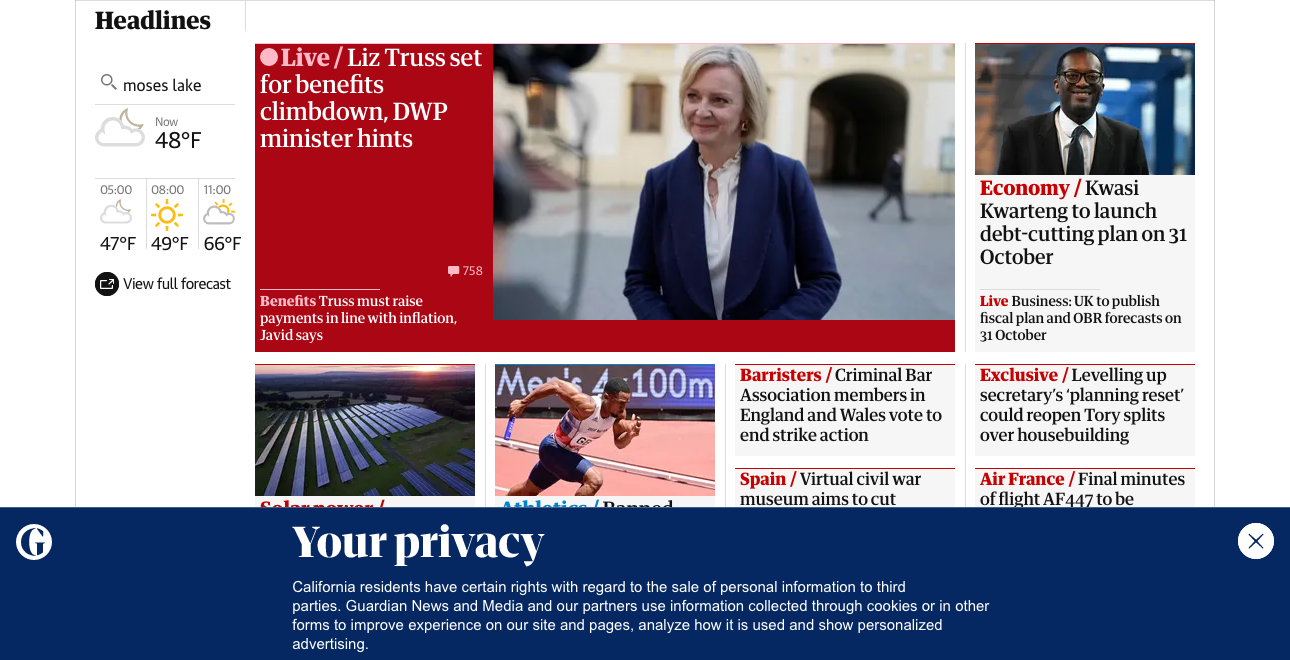 Headlines
moses lake
Now
48°F
05:00
08:00
11:00
47°F
49°F
66°F
View full forecast
Live / Liz Truss set
for benefits
climbdown, DWP
minister hints
758
Benefits Truss must raise
payments in line with inflation,
Javid says
Economy / Kwasi
Kwarteng to launch
debt-cutting plan on 31
October
Live Business: UK to publish
fiscal plan and OBR forecasts on
31 October
Men's 4 100m
GB
Solar power /
Athletics / Banned
Barristers / Criminal Bar
Association members in
England and Wales vote to
end strike action
Spain / Virtual civil war
museum aims to cut
Exclusive / Levelling up
secretary's ‘planning reset’
could reopen Tory splits
over housebuilding
Air France / Final minutes
of flight AF447 to be
G
Your privacy
California residents have certain rights with regard to the sale of personal information to third
parties. Guardian News and Media and our partners use information collected through cookies or in other
forms to improve experience on our site and pages, analyze how it is used and show personalized
advertising.